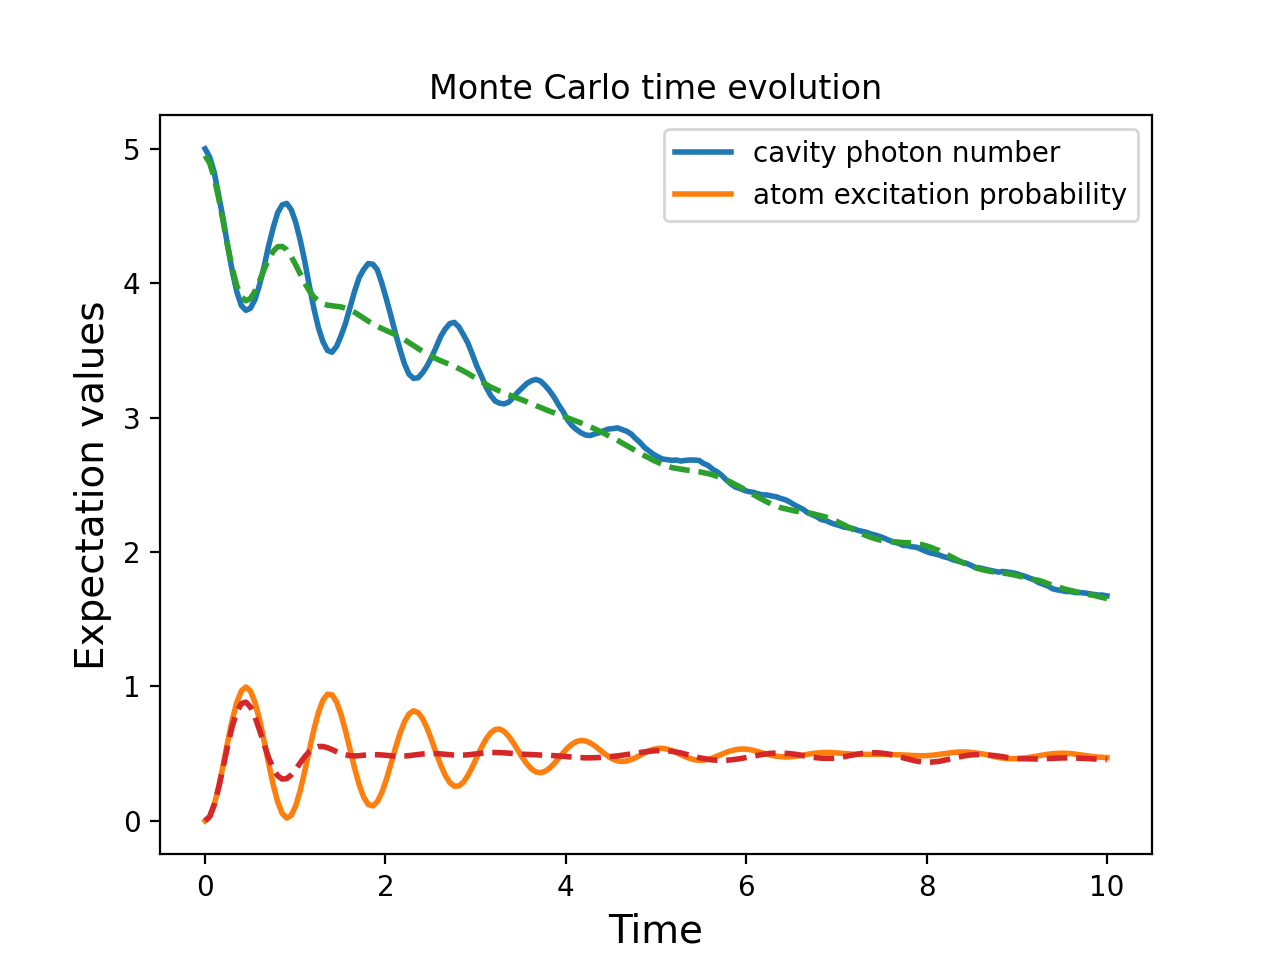 Monte Carlo time evolution
cavity photon number
atom excitation probability
5
4
3
2
1
0
Expectation values
0 2 4 6 8 10
Time